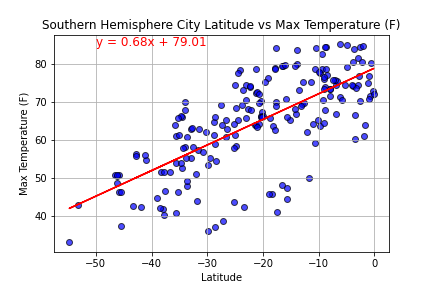 Southern Hemisphere City Latitude vs Max Temperature (F)
y = 0.68x + 79.01
80
70
60
50
40
Max Temperature (F)
−50
−40
−30
−20
−10
0
Latitude